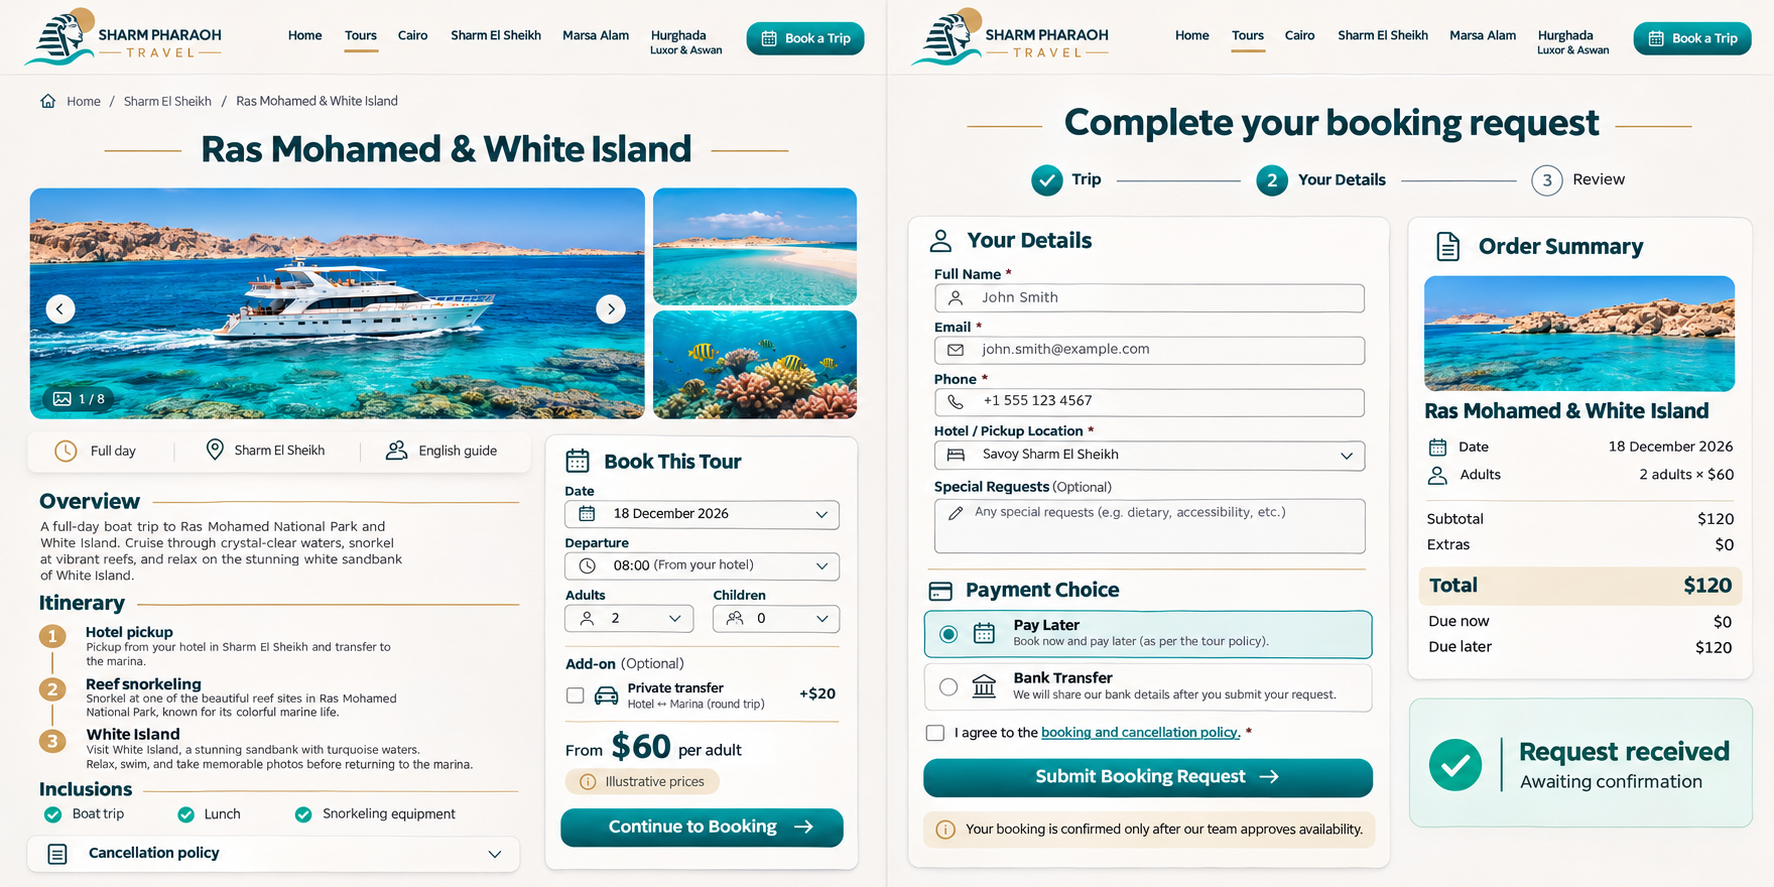 SHARM PHARAOH
TRAVEL
Home
Tours
Cairo
Sharm El Sheikh
Marsa Alam
Hurghada
Luxor & Aswan
Book a Trip
Home / Sharm El Sheikh / Ras Mohamed & White Island
Ras Mohamed & White Island
1 / 8
Full day
Sharm El Sheikh
English guide
Overview
A full-day boat trip to Ras Mohamed National Park and
White Island. Cruise through crystal-clear waters, snorkel
at vibrant reefs, and relax on the stunning white sandbank
of White Island.
Itinerary
1
Hotel pickup
Pickup from your hotel in Sharm El Sheikh and transfer to
the marina.
2
Reef snorkeling
Snorkel at one of the beautiful reef sites in Ras Mohamed
National Park, known for its colorful marine life.
3
White Island
Visit White Island, a stunning sandbank with turquoise waters.
Relax, swim, and take memorable photos before returning to the marina.
Inclusions
Boat trip
Lunch
Snorkeling equipment
Cancellation policy
Book This Tour
Date
18 December 2026
Departure
08:00 (From your hotel)
Adults
Children
2
0
Add-on (Optional)
Private transfer
Hotel ↔ Marina (round trip)
+$20
From $60 per adult
Illustrative prices
Continue to Booking →
SHARM PHARAOH
TRAVEL
Home
Tours
Cairo
Sharm El Sheikh
Marsa Alam
Hurghada
Luxor & Aswan
Book a Trip
Complete your booking request
Trip
2 Your Details
3 Review
Your Details
Full Name *
John Smith
Email *
john.smith@example.com
Phone *
+1 555 123 4567
Hotel / Pickup Location *
Savoy Sharm El Sheikh
Special Requests (Optional)
Any special requests (e.g. dietary, accessibility, etc.)
Payment Choice
Pay Later
Book now and pay later (as per the tour policy).
Bank Transfer
We will share our bank details after you submit your request.
I agree to the booking and cancellation policy. *
Submit Booking Request →
Your booking is confirmed only after our team approves availability.
Order Summary
Ras Mohamed & White Island
Date 18 December 2026
Adults 2 adults × $60
Subtotal $120
Extras $0
Total $120
Due now $0
Due later $120
Request received
Awaiting confirmation